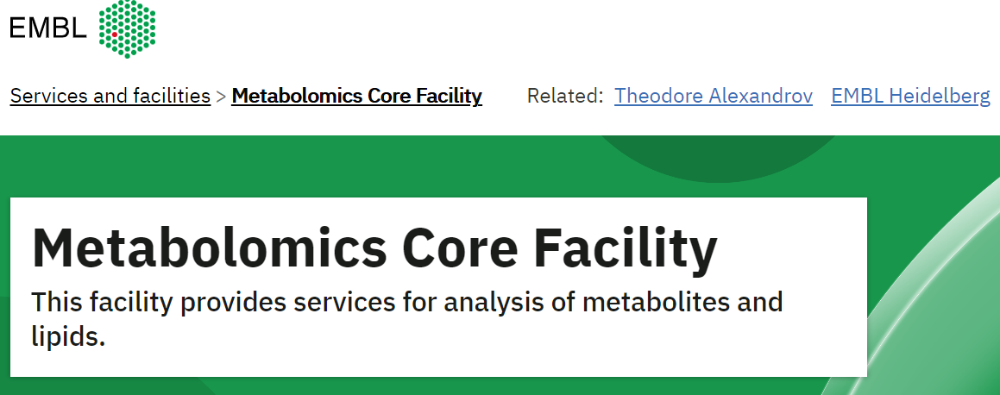 EMBL
Services and facilities > Metabolomics Core Facility Related: Theodore Alexandrov EMBL Heidelberg
Metabolomics Core Facility
This facility provides services for analysis of metabolites and
lipids.